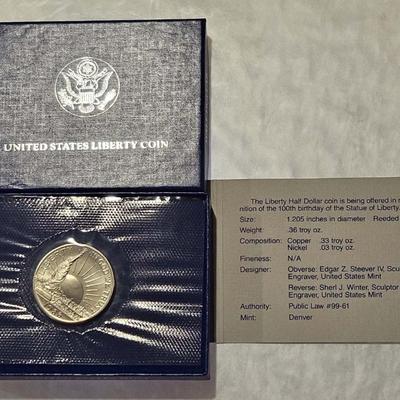 UNITED STATES LIBERTY COIN
The Liberty Half Dollar coin is being offered in
nition of the 100th birthday of the Statue of Liberty.
Size: 1.205 inches in diameter Reeded
Weight: .36 troy oz.
Composition: Copper .33 troy oz.
Nickel .03 troy oz.
Fineness: N/A
Designer: Obverse: Edgar Z. Steever IV, Scu
Engraver, United States Mint
Reverse: Sherl J. Winter, Sculptor
Engraver, United States Mint
Authority: Public Law #99-61
Mint: Denver